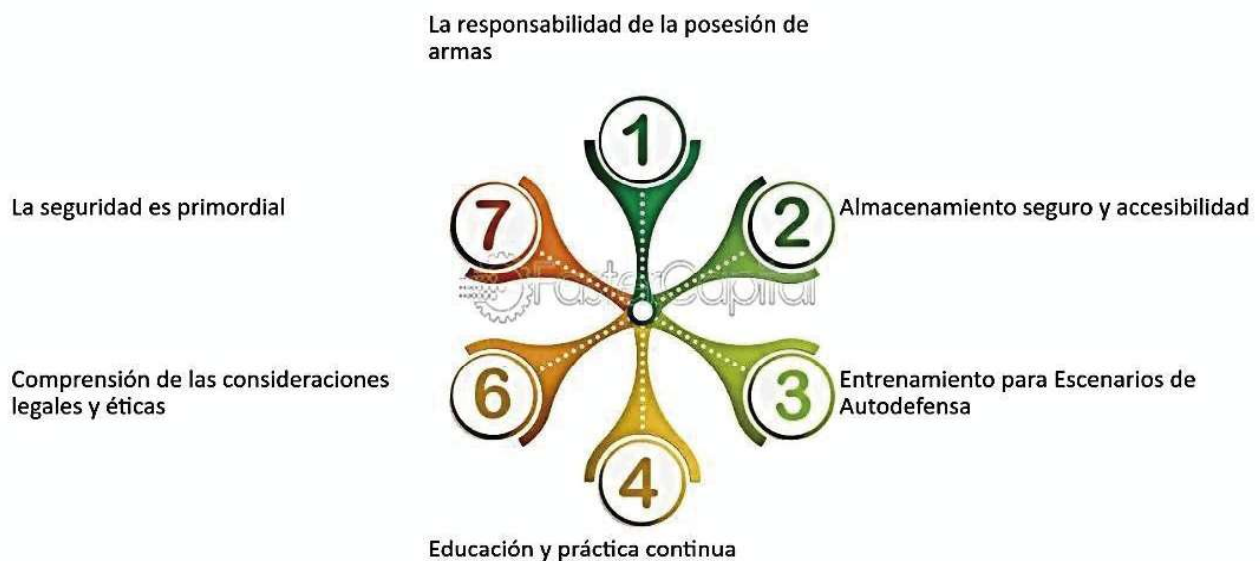 La responsabilidad de la posesión de
armas
1
7
2
La seguridad es primordial
Almacenamiento seguro y accesibilidad
FasterCapital
Comprensión de las consideraciones
legales y éticas
6
3
Entrenamiento para Escenarios de
Autodefensa
4
Educación y práctica continua